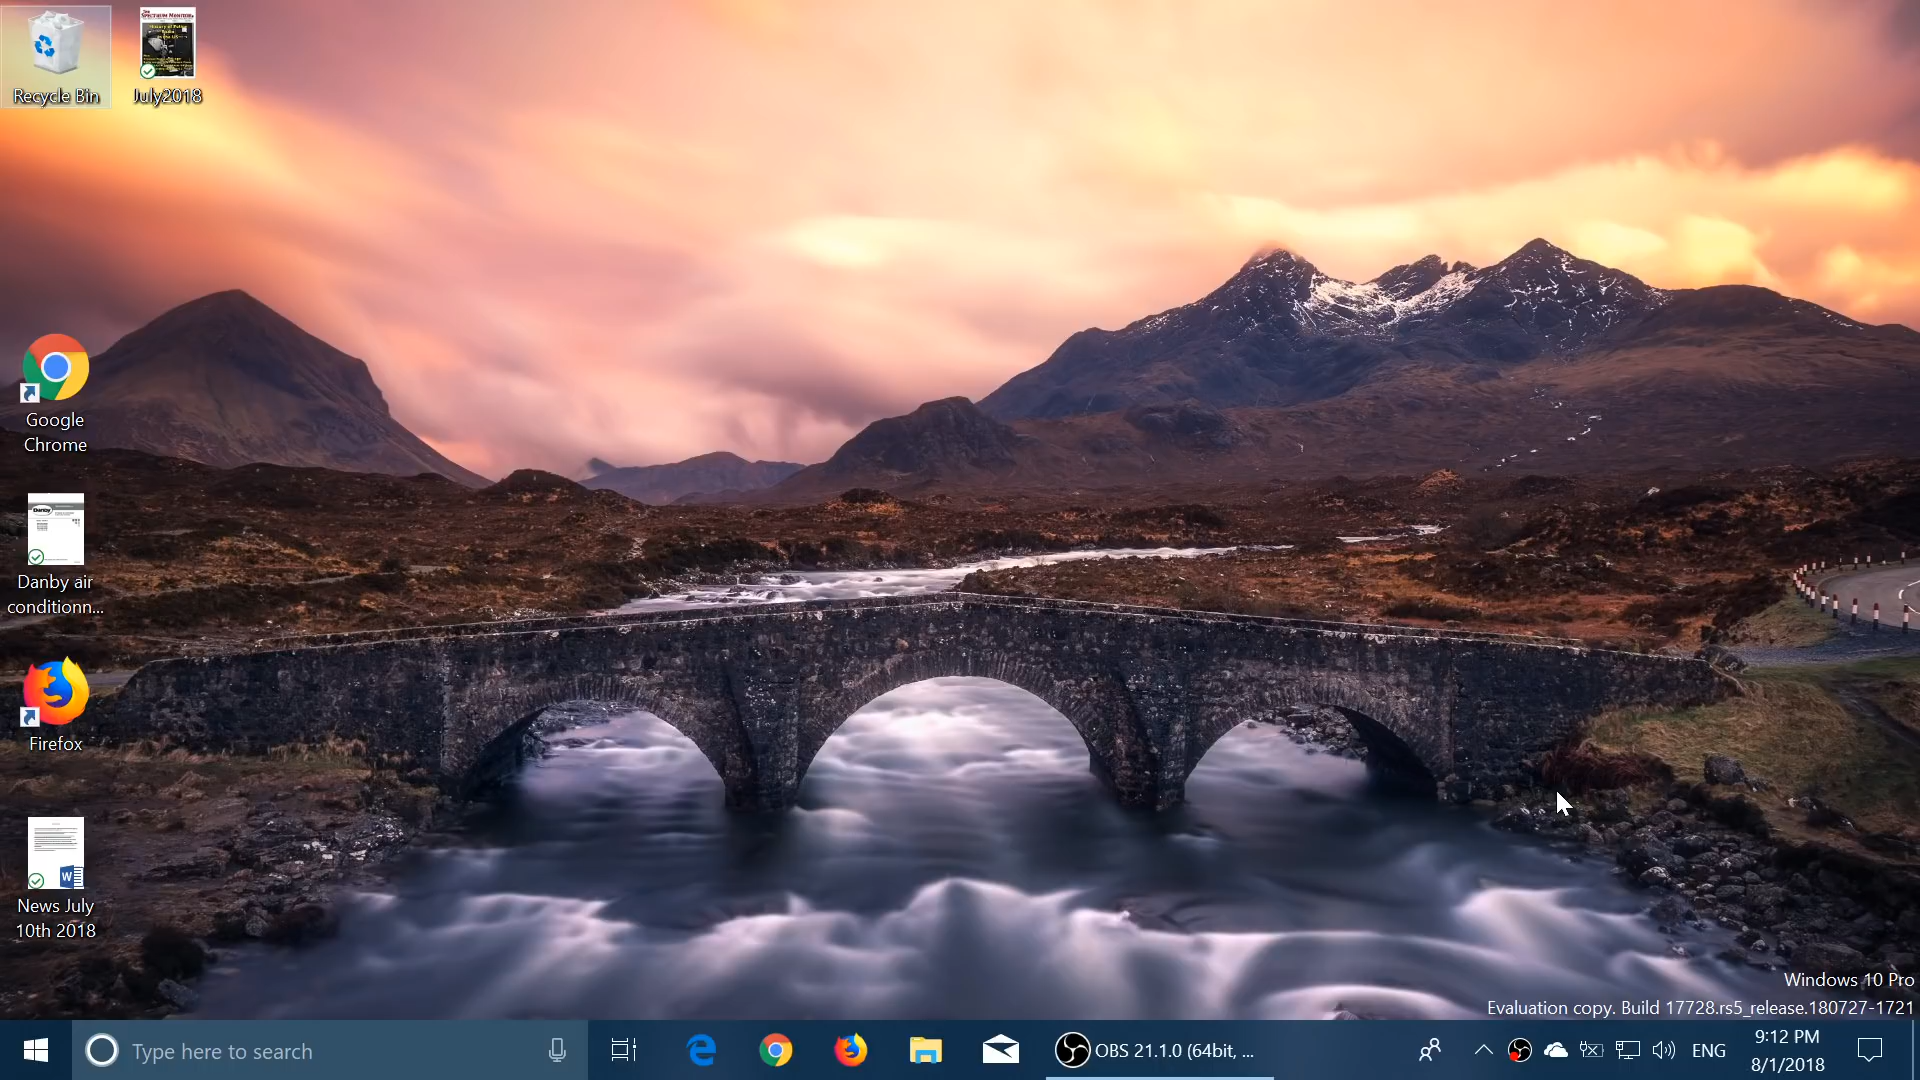 Recycle Bin
July2018
Google
Chrome
Danby
Danby air
conditionn...
Firefox
W
News July
10th 2018
Windows 10 Pro
Evaluation copy. Build 17728.rs5_release.180727-1721
Type here to search
OBS 21.1.0 (64bit, ...
ENG
9:12 PM
8/1/2018